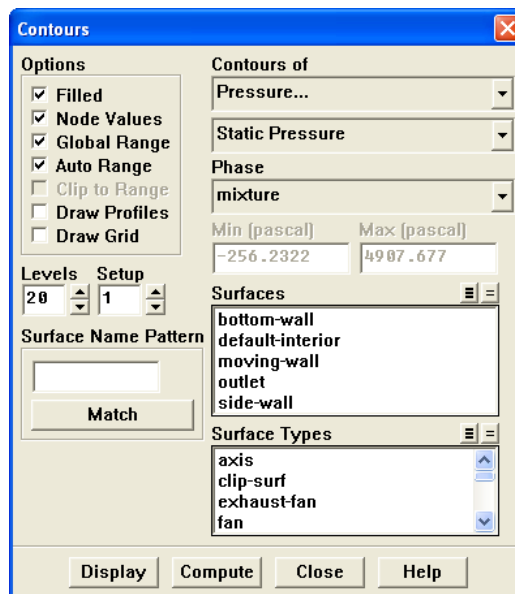 Contours
Options
Filled
Node Values
Global Range
Auto Range
Clip to Range
Draw Profiles
Draw Grid
Levels Setup
20 1
Surface Name Pattern
Match
Contours of
Pressure...
Static Pressure
Phase
mixture
Min (pascal) Max (pascal)
-256.2322 4907.677
Surfaces
bottom-wall
default-interior
moving-wall
outlet
side-wall
Surface Types
axis
clip-surf
exhaust-fan
fan
Display Compute Close Help